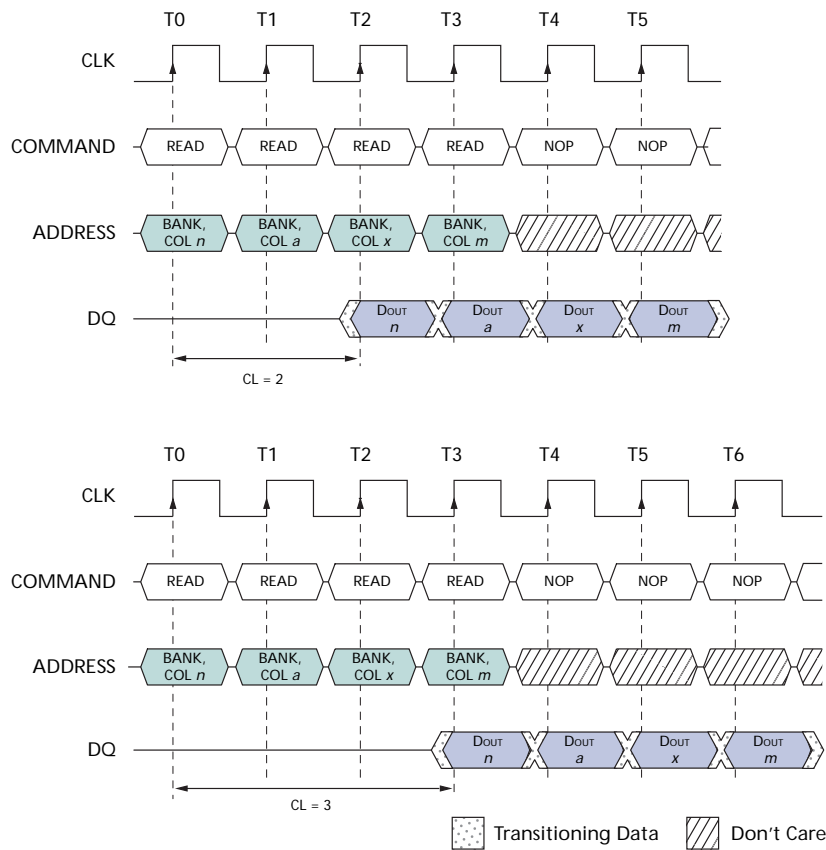 T0 T1 T2 T3 T4 T5
CLK
COMMAND READ READ READ READ NOP NOP
ADDRESS BANK, COL n BANK, COL a BANK, COL x BANK, COL m
DQ DOUT n DOUT a DOUT x DOUT m
CL = 2
T0 T1 T2 T3 T4 T5 T6
CLK
COMMAND READ READ READ READ NOP NOP NOP
ADDRESS BANK, COL n BANK, COL a BANK, COL x BANK, COL m
DQ DOUT n DOUT a DOUT x DOUT m
CL = 3
Transitioning Data Don't Care